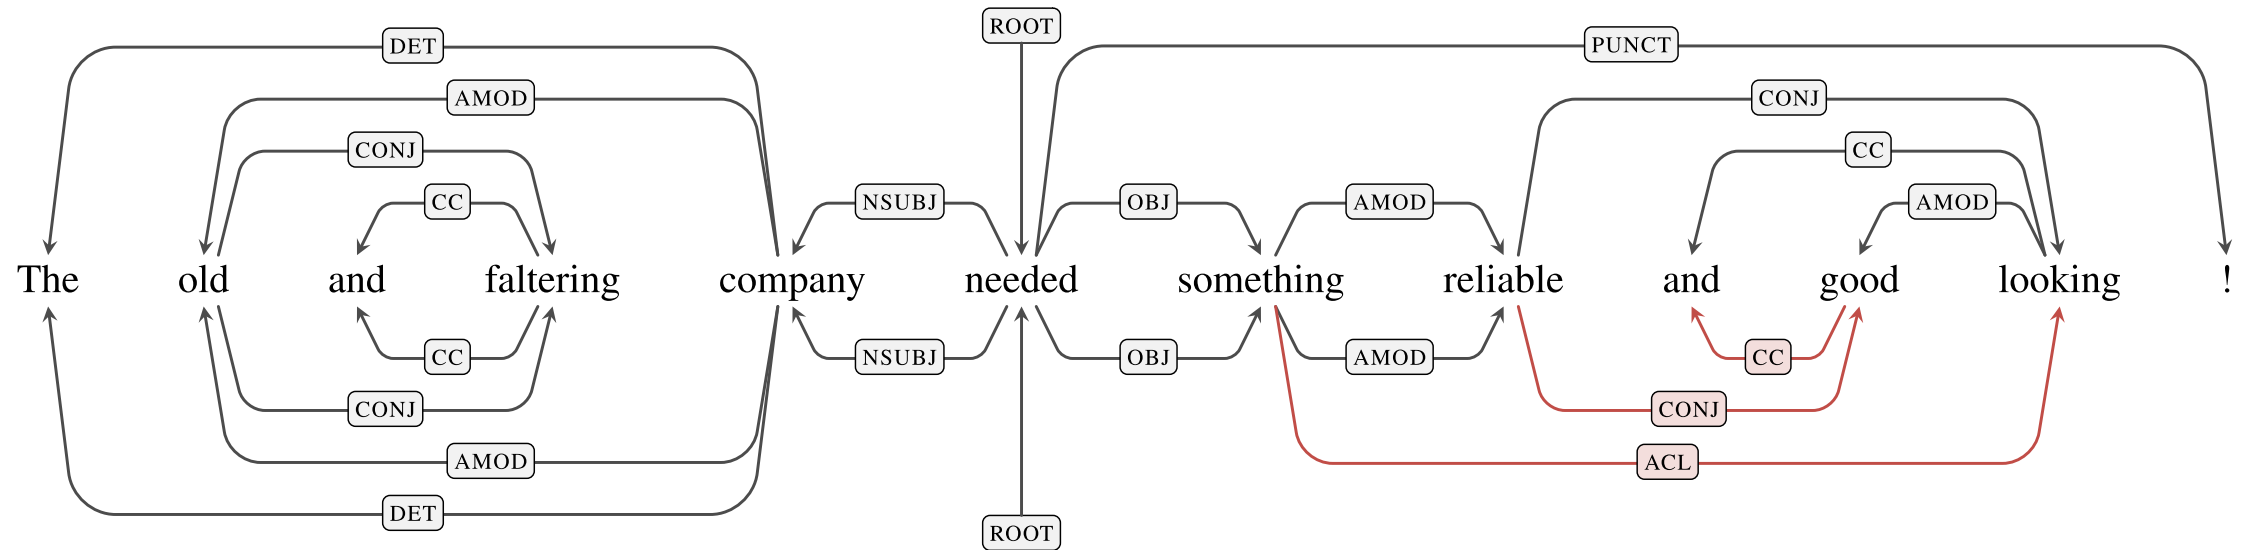 ROOT
DET PUNCT
AMOD CONJ
CONJ CC
CC NSUBJ OBJ AMOD AMOD
The old and faltering company needed something reliable and good looking !
CC NSUBJ OBJ AMOD CC
CONJ CONJ
AMOD ACL
DET
ROOT